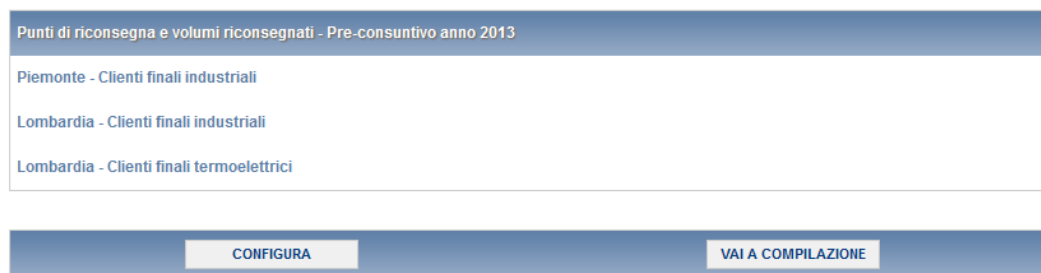 Punti di riconsegna e volumi riconsegnati - Pre-consuntivo anno 2013
Piemonte - Clienti finali industriali
Lombardia - Clienti finali industriali
Lombardia - Clienti finali termoelettrici
CONFIGURA
VAI A COMPILAZIONE